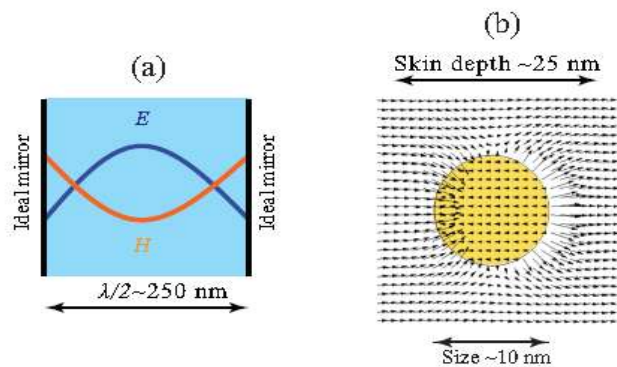 (a)
Ideal mirror
E
H
Ideal mirror
λ/2~250 nm
(b)
Skin depth ~25 nm
Size ~10 nm